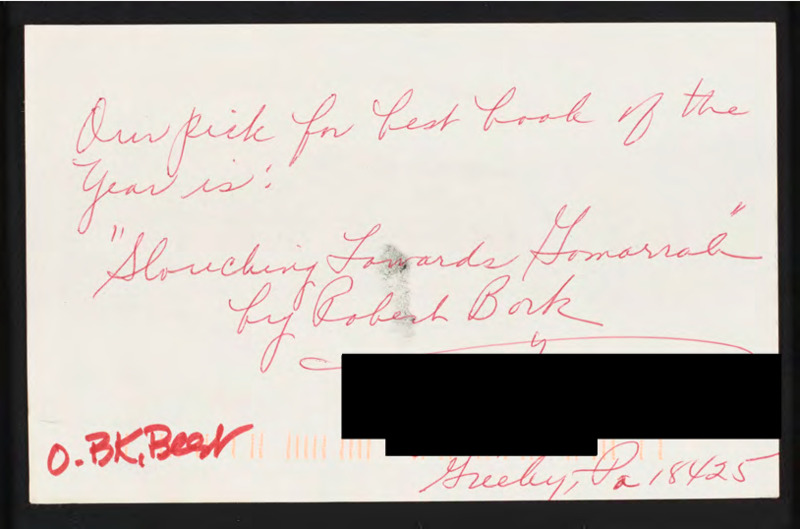 Our pick for best book of the
Year is:
"Slouching Towards Gomorrah"
by Robert Bork
O.BK.Best
Greeley, Pa 18425